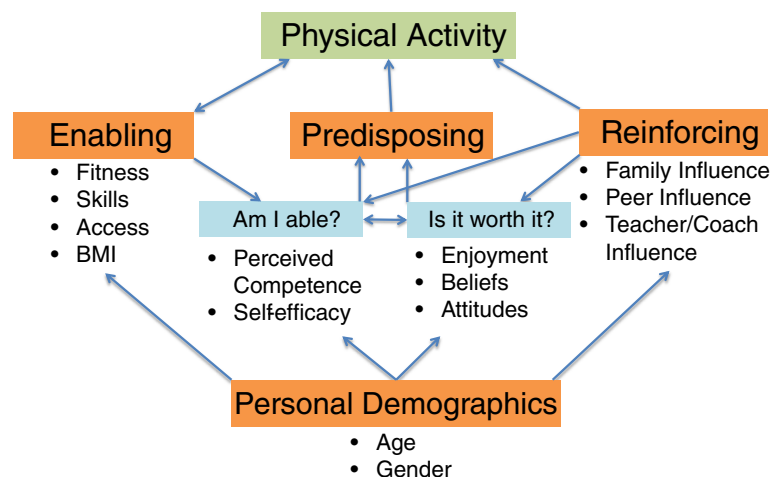 Physical Activity
Enabling
• Fitness
• Skills
• Access
• BMI
Predisposing
Reinforcing
• Family Influence
• Peer Influence
• Teacher/Coach
Influence
Am I able?
• Perceived
Competence
• Self-efficacy
Is it worth it?
• Enjoyment
• Beliefs
• Attitudes
Personal Demographics
• Age
• Gender